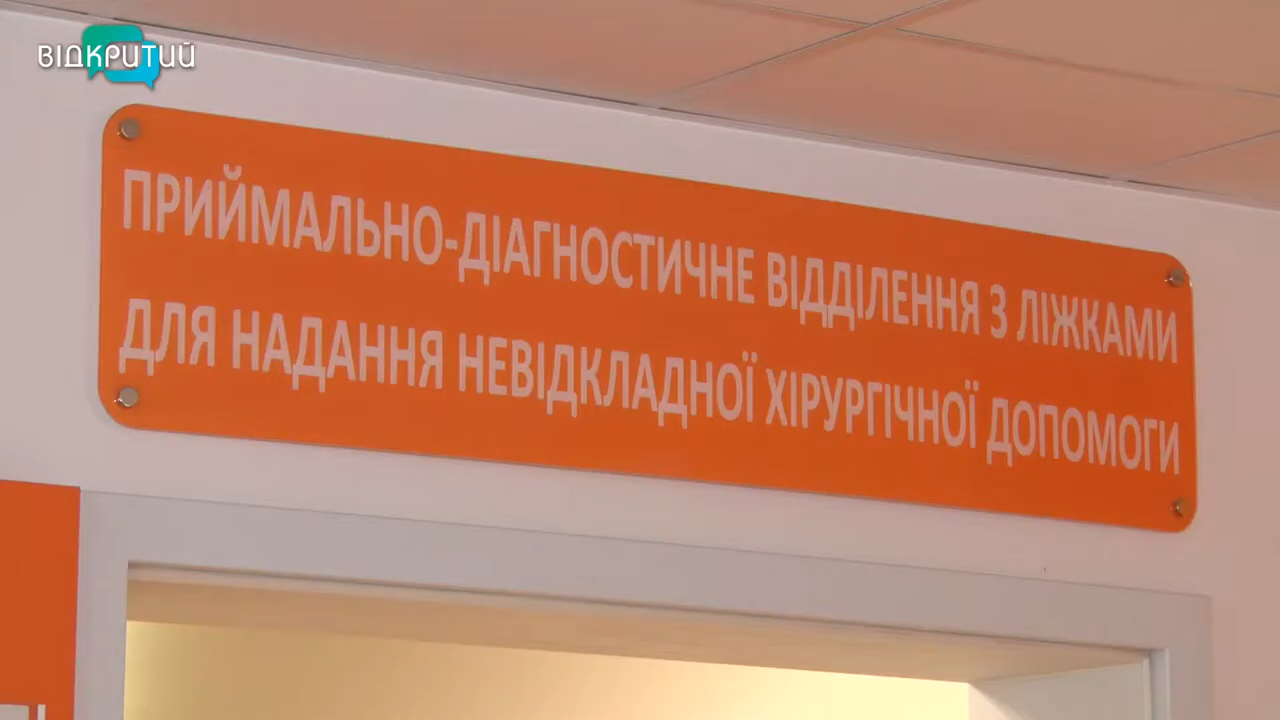 ВІДКРИТИЙ
ПРИЙМАЛЬНО-ДІАГНОСТИЧНЕ ВІДДІЛЕННЯ З ЛІЖКАМИ
ДЛЯ НАДАННЯ НЕВІДКЛАДНОЇ ХІРУРГІЧНОЇ ДОПОМОГИ